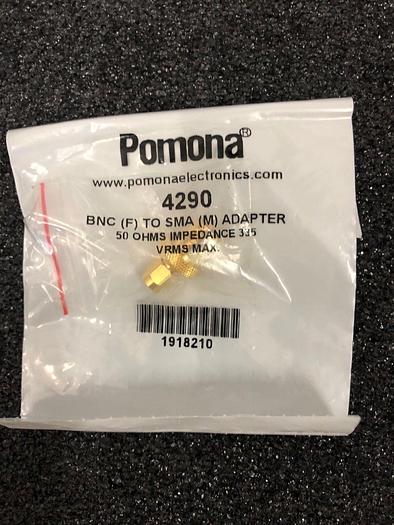 Pomona®
www.pomonaelectronics.com
4290
BNC (F) TO SMA (M) ADAPTER
50 OHMS IMPEDANCE 335
VRMS MAX.
1918210